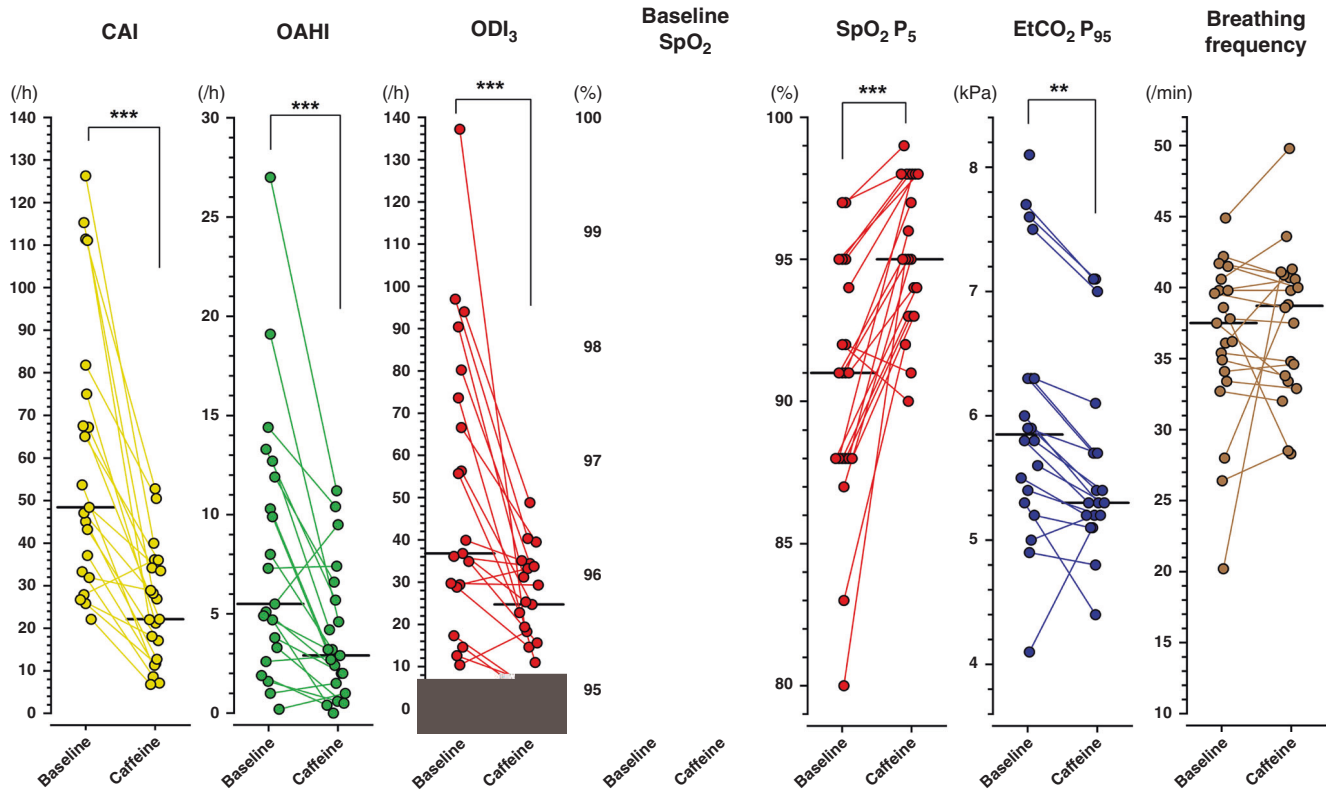 CAI
OAHI
ODI3
Baseline
SpO2
SpO2 P5
EtCO2 P95
Breathing
frequency
(/h)
(/h)
(/h)
(%)
(%)
(kPa)
(/min)
***
***
***
***
**
140
130
120
110
100
90
80
70
60
50
40
30
20
10
0
30
25
20
15
10
5
0
140
130
120
110
140
100
90
80
70
60
50
40
30
20
10
0
100
99
98
97
96
95
100
95
90
85
80
8
7
6
5
4
50
45
40
35
30
25
20
10
Baseline
Caffeine
Baseline
Caffeine
Baseline
Caffeine
Baseline
Caffeine
Baseline
Caffeine
Baseline
Caffeine
Baseline
Caffeine